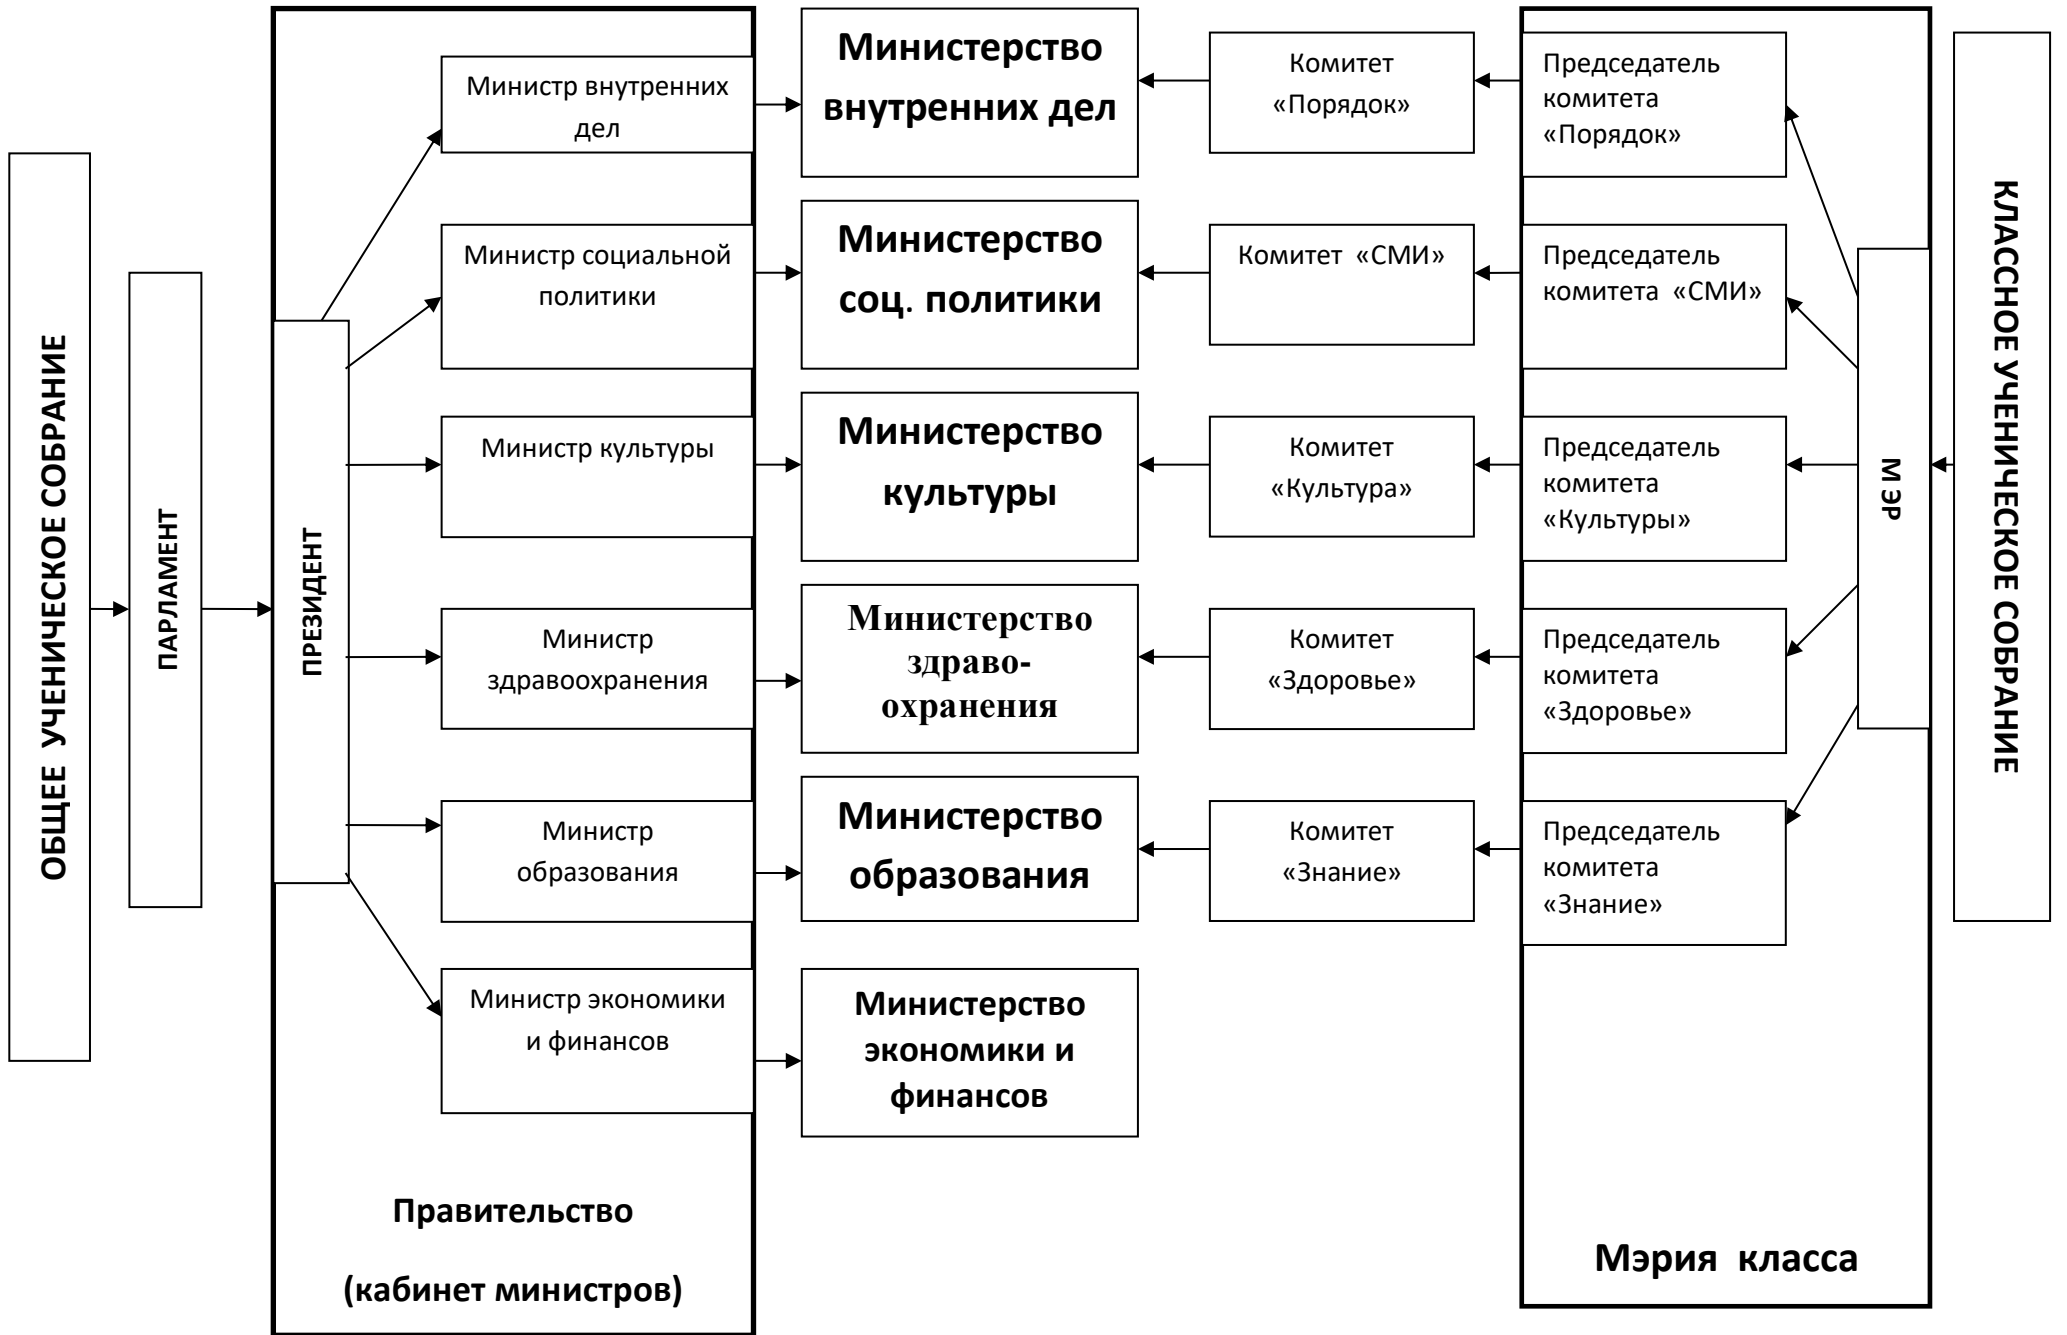 ОБЩЕЕ УЧЕНИЧЕСКОЕ СОБРАНИЕ
ПАРЛАМЕНТ
ПРЕЗИДЕНТ
Министр внутренних
дел
Министр социальной
политики
Министр культуры
Министр
здравоохранения
Министр
образования
Министр экономики
и финансов
Правительство
(кабинет министров)
Министерство
внутренних дел
Министерство
соц. политики
Министерство
культуры
Министерство
здраво-
охранения
Министерство
образования
Министерство
экономики и
финансов
Комитет
«Порядок»
Комитет «СМИ»
Комитет
«Культура»
Комитет
«Здоровье»
Комитет
«Знание»
Председатель
комитета
«Порядок»
Председатель
комитета «СМИ»
Председатель
комитета
«Культуры»
Председатель
комитета
«Здоровье»
Председатель
комитета
«Знание»
Мэрия класса
М ЭР
КЛАССНОЕ УЧЕНИЧЕСКОЕ СОБРАНИЕ